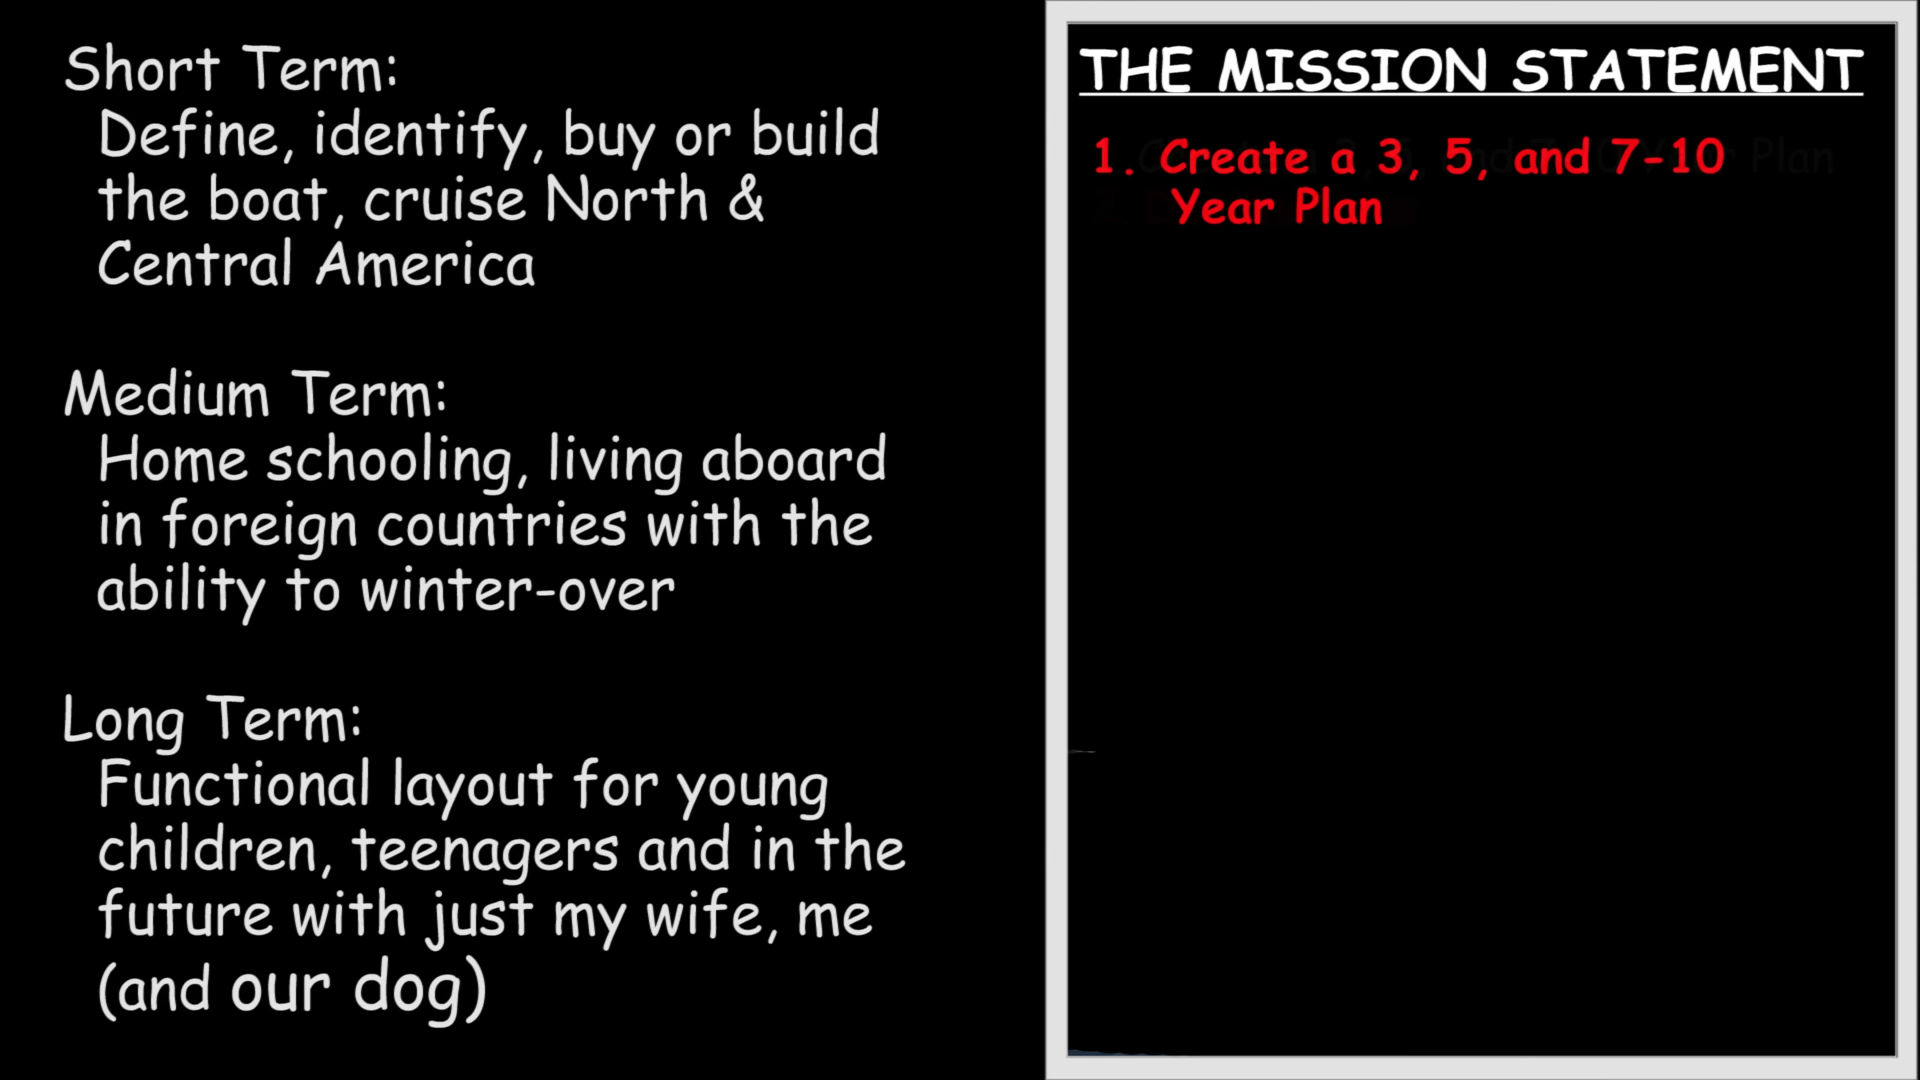 Short Term:
Define, identify, buy or build
the boat, cruise North &
Central America
Medium Term:
Home schooling, living aboard
in foreign countries with the
ability to winter-over
Long Term:
Functional layout for young
children, teenagers and in the
future with just my wife, me
(and our dog)
THE MISSION STATEMENT
1. Create a 3, 5, and 7-10
Year Plan